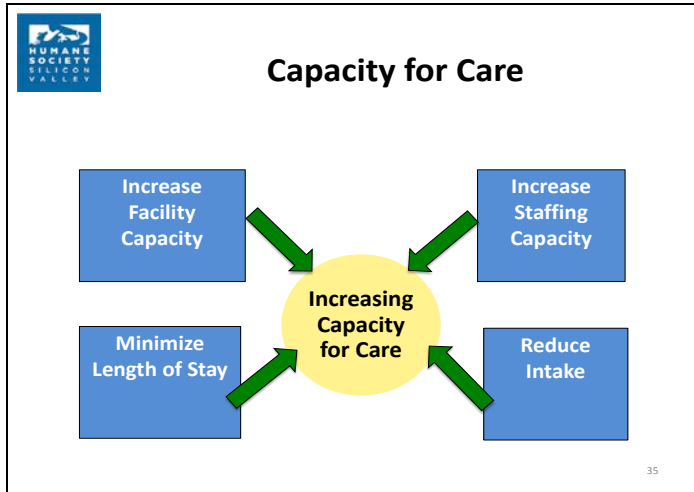 HUMANE
SOCIETY
SILICON
VALLEY
Capacity for Care
Increase
Facility
Capacity
Increase
Staffing
Capacity
Increasing
Capacity
for Care
Minimize
Length of Stay
Reduce
Intake
35